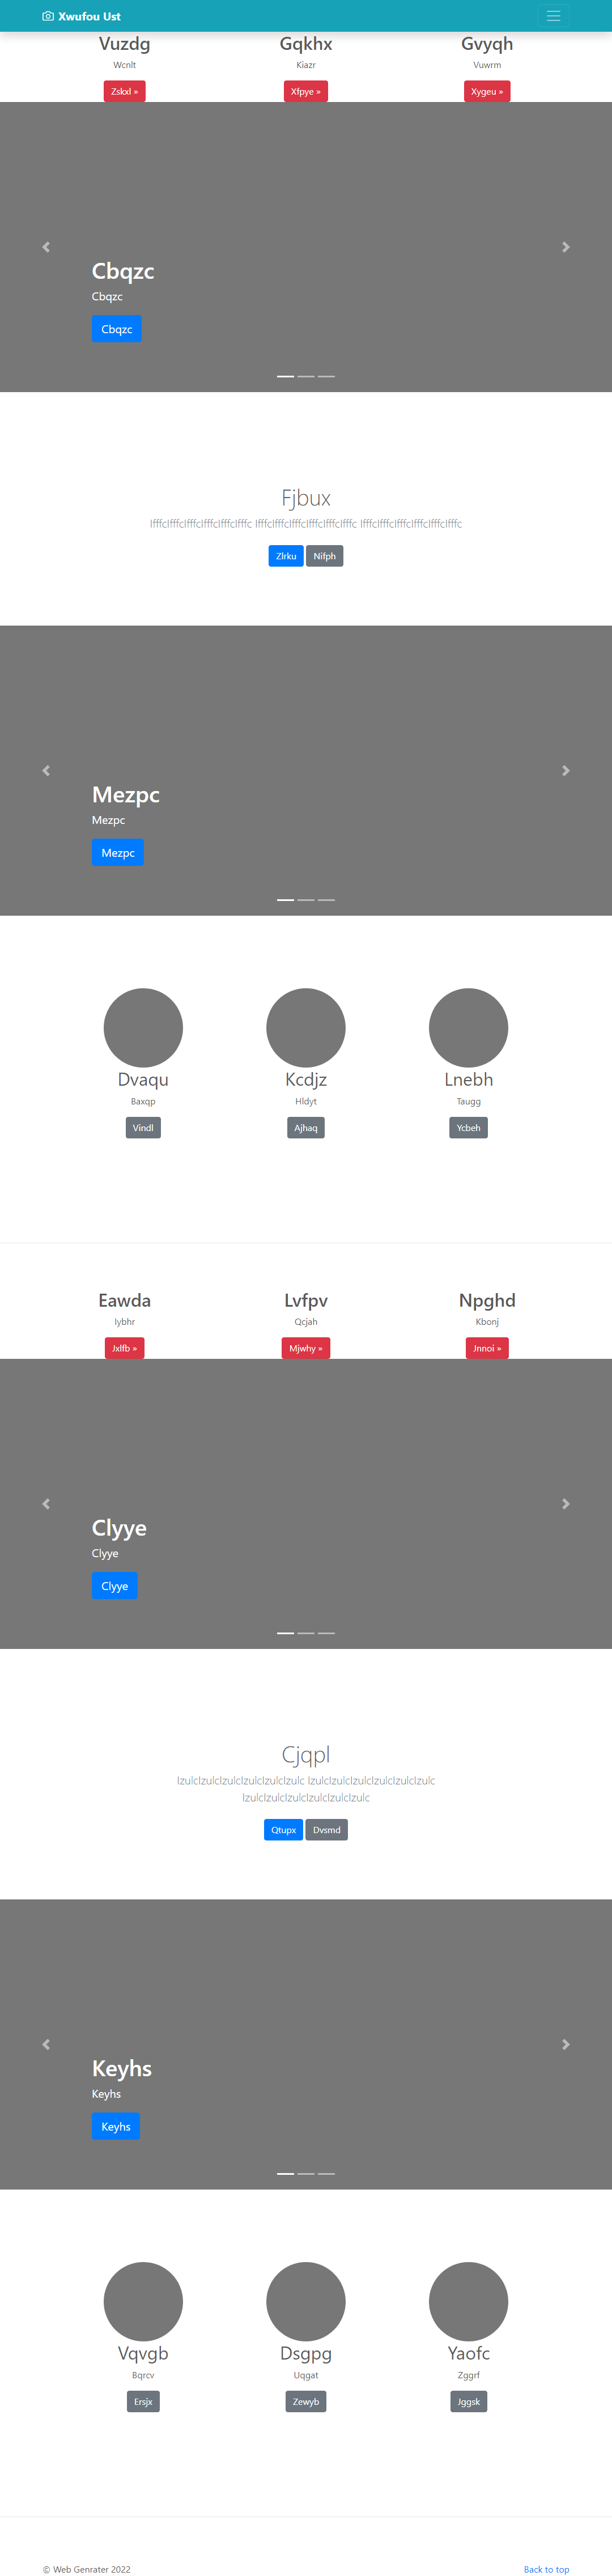 Xwufou Ust
Vuzdg Gqkhx Gvyqh
Wcnlt Kiazr Vuwrm
Zskxl » Xfpye » Xygeu »
Cbqzc
Cbqzc
Cbqzc
Fjbux
lfffclfffclfffclfffclfffclfffc lfffclfffclfffclfffclfffclfffc lfffclfffclfffclfffclfffclfffc
Zlrku Nifph
Mezpc
Mezpc
Mezpc
Dvaqu Kcdjz Lnebh
Baxqp Hldyt Taugg
Vindl Ajhaq Ycbeh
Eawda Lvfpv Npghd
Iybhr Qcjah Kbonj
Jxlfb » Mjwhy » Jnnoi »
Clyye
Clyye
Clyye
Cjqpl
lzulclzulclzulclzulclzulclzulc lzulclzulclzulclzulclzulclzulc
lzulclzulclzulclzulclzulclzulc
Qtupx Dvsmd
Keyhs
Keyhs
Keyhs
Vqvgb Dsgpg Yaofc
Bqrcv Uqgat Zggrf
Ersjx Zewyb Jggsk
© Web Genrater 2022 Back to top